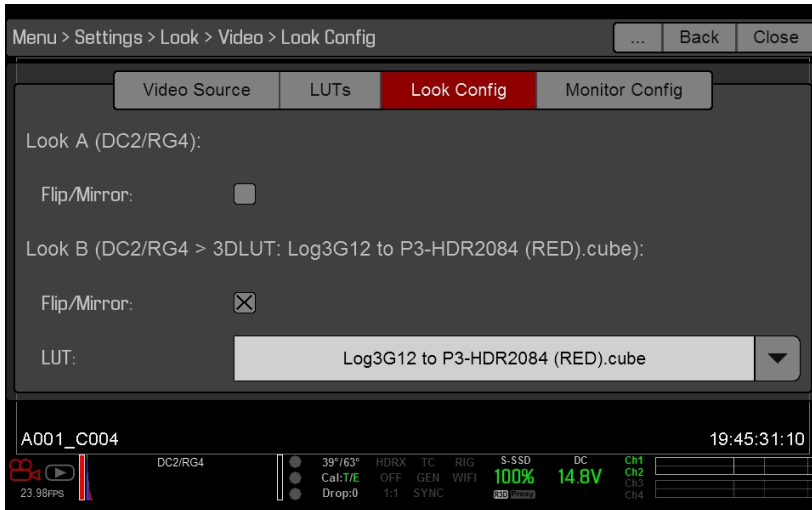 Menu > Settings > Look > Video > Look Config ... Back Close
Video Source LUTs Look Config Monitor Config
Look A (DC2/RG4):
Flip/Mirror:
Look B (DC2/RG4 > 3DLUT: Log3G12 to P3-HDR2084 (RED).cube):
Flip/Mirror:
LUT: Log3G12 to P3-HDR2084 (RED).cube
A001_C004 19:45:31:10
DC2/RG4 39°/63° HDRX TC RIG S-SSD DC Ch1
Cal:T/E OFF GEN WIFI 100% 14.8V Ch2
23.98FPS Drop:0 1:1 SYNC R3D Proxy Ch3
Ch4